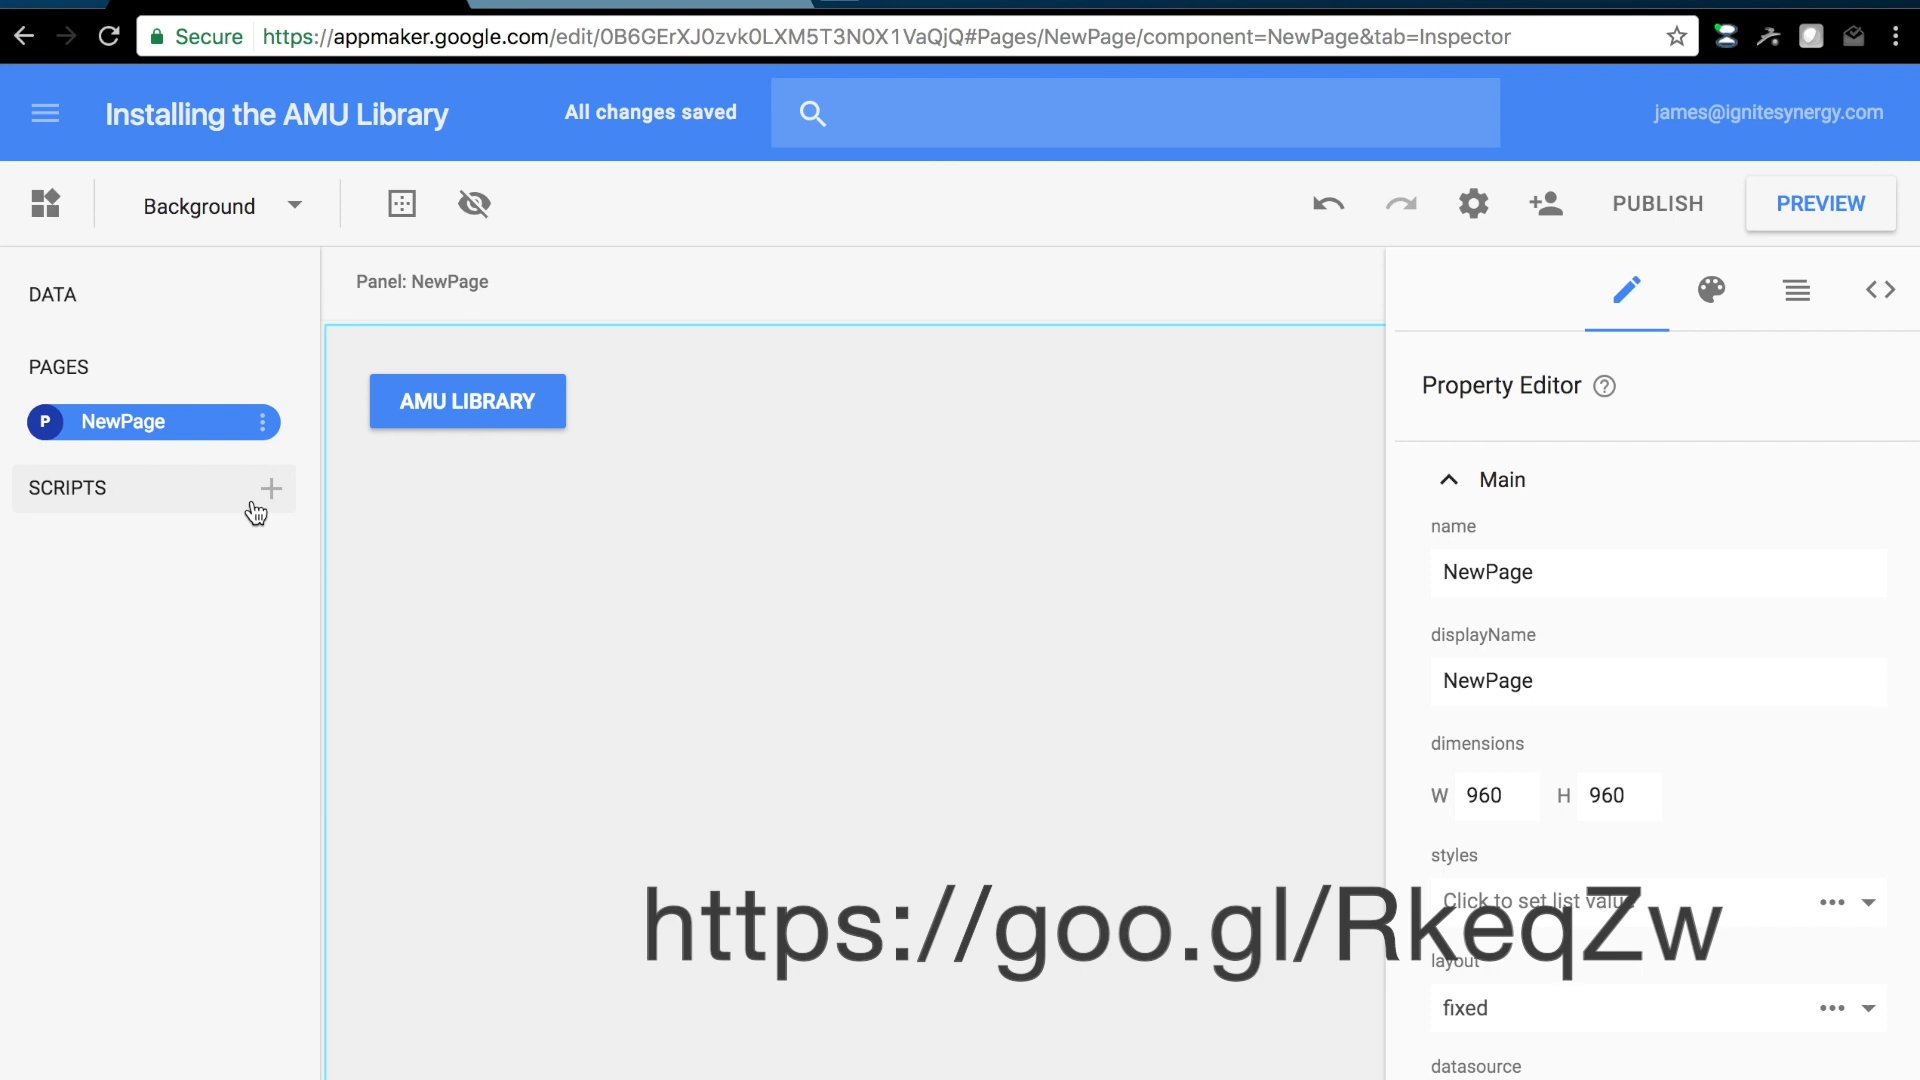 Secure https://appmaker.google.com/edit/0B6GErXJ0zvk0LXM5T3N0X1VaQjQ#Pages/NewPage/component=NewPage&tab=Inspector
Installing the AMU Library
All changes saved
james@ignitesynergy.com
Background
PUBLISH
PREVIEW
DATA
PAGES
P NewPage
SCRIPTS
Panel: NewPage
AMU LIBRARY
Property Editor
Main
name
NewPage
displayName
NewPage
dimensions
W 960 H 960
styles
Click to set list value
https://goo.gl/RkeqZw
layout
fixed
datasource